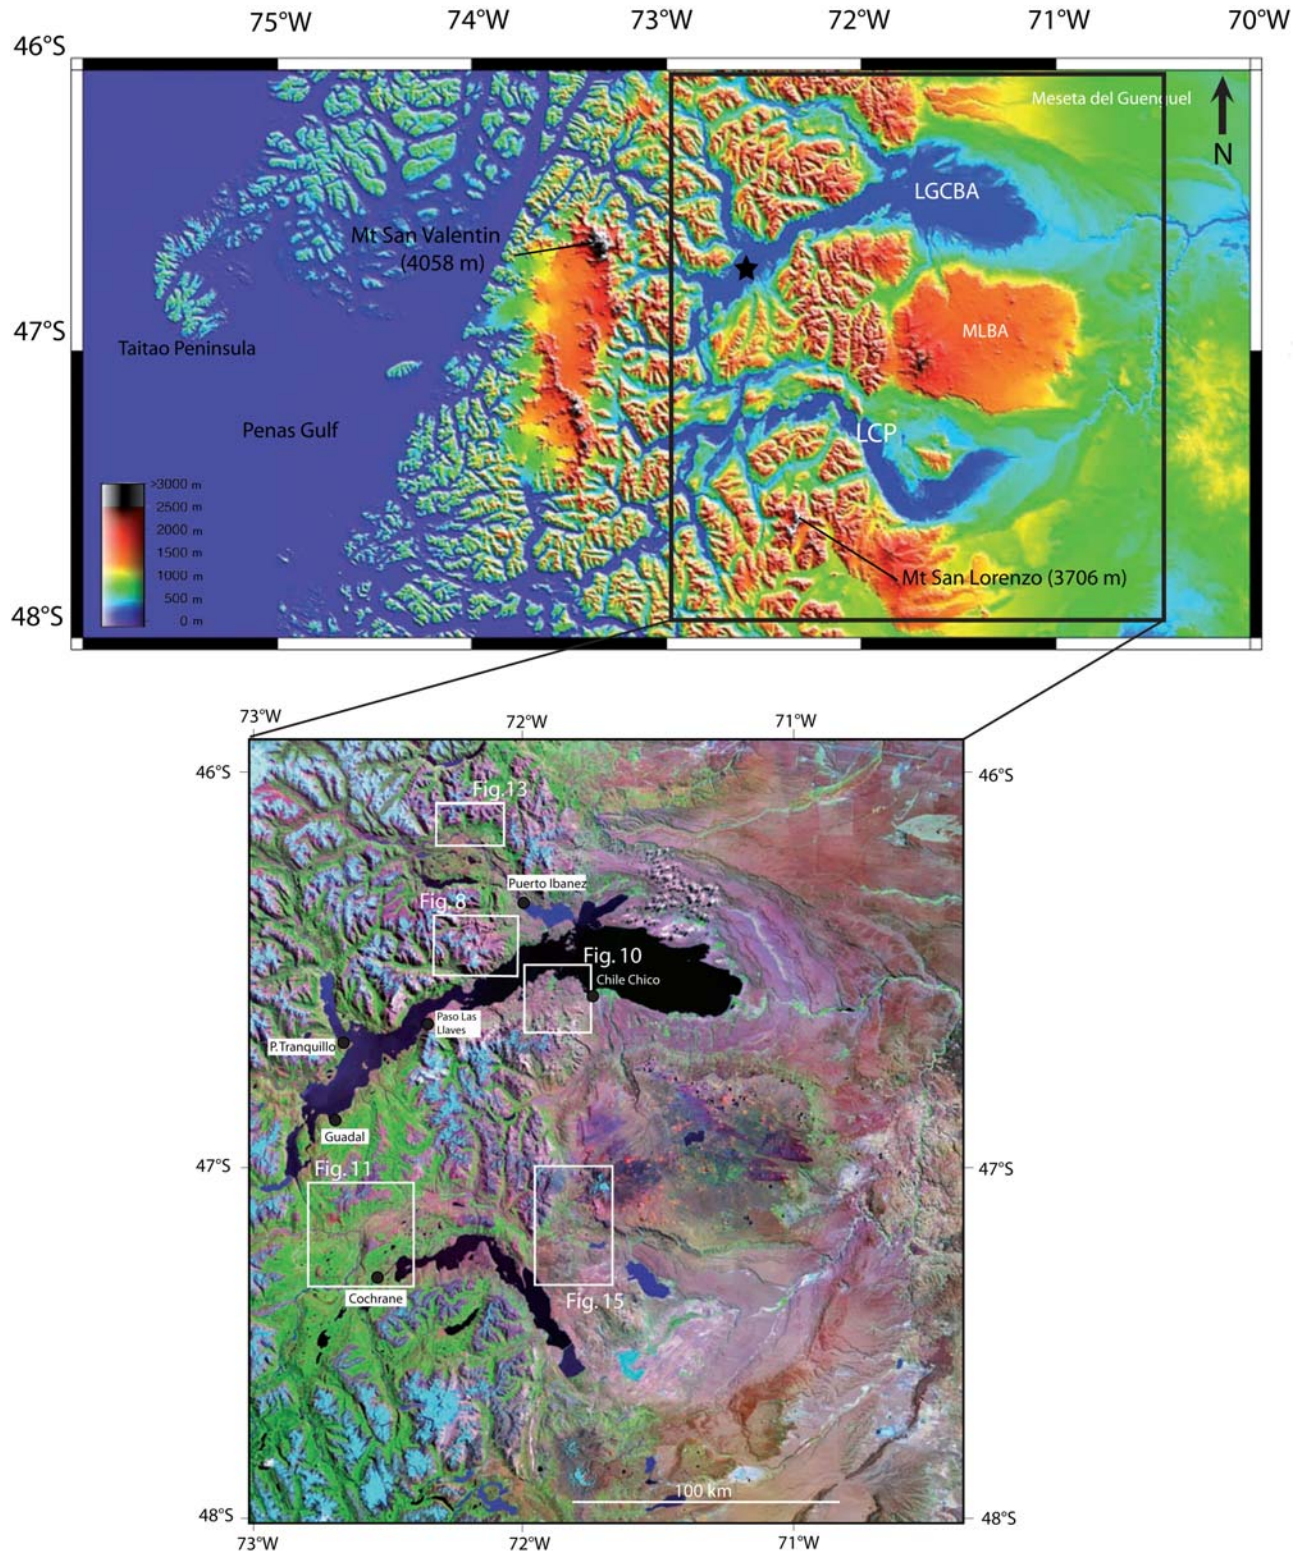 75°W 74°W 73°W 72°W 71°W 70°W
46°S
Meseta del Guenguel
N
LGCBA
Mt San Valentin
(4058 m)
47°S
MLBA
Taitao Peninsula
Penas Gulf
LCP
>3000 m
2500 m
2000 m
1500 m
1000 m
500 m
0 m
Mt San Lorenzo (3706 m)
48°S
73°W 72°W 71°W
46°S 46°S
Fig.13
Puerto Ibanez
Fig. 8
Fig. 10
Chile Chico
Paso Las
Llaves
P. Tranquillo
Guadal
47°S 47°S
Fig. 11
Cochrane
Fig. 15
100 km
48°S 48°S
73°W 72°W 71°W